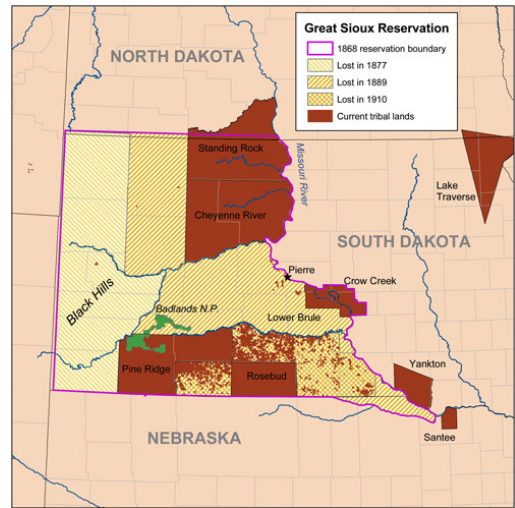 Great Sioux Reservation
1868 reservation boundary
Lost in 1877
Lost in 1889
Lost in 1910
Current tribal lands
NORTH DAKOTA
Standing Rock
Missouri River
Lake
Traverse
Cheyenne River
SOUTH DAKOTA
Pierre
Crow Creek
Black Hills
Badlands N.P.
Lower Brule
Pine Ridge
Rosebud
Yankton
Santee
NEBRASKA